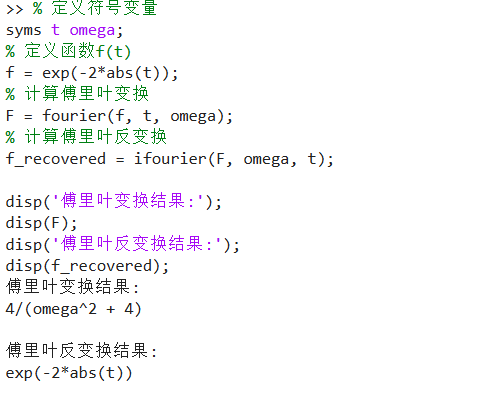 >> % 定义符号变量
syms t omega;
% 定义函数f(t)
f = exp(-2*abs(t));
% 计算傅里叶变换
F = fourier(f, t, omega);
% 计算傅里叶反变换
f_recovered = ifourier(F, omega, t);
disp('傅里叶变换结果:');
disp(F);
disp('傅里叶反变换结果:');
disp(f_recovered);
傅里叶变换结果:
4/(omega^2 + 4)
傅里叶反变换结果:
exp(-2*abs(t))